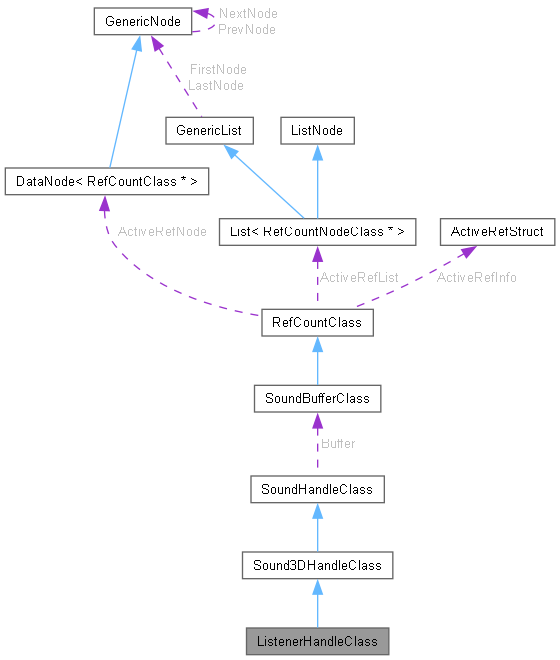 GenericNode
NextNode
PrevNode
FirstNode
LastNode
GenericList
ListNode
DataNode< RefCountClass * >
ActiveRefNode
List< RefCountNodeClass * >
ActiveRefStruct
ActiveRefList
ActiveRefInfo
RefCountClass
SoundBufferClass
Buffer
SoundHandleClass
Sound3DHandleClass
ListenerHandleClass